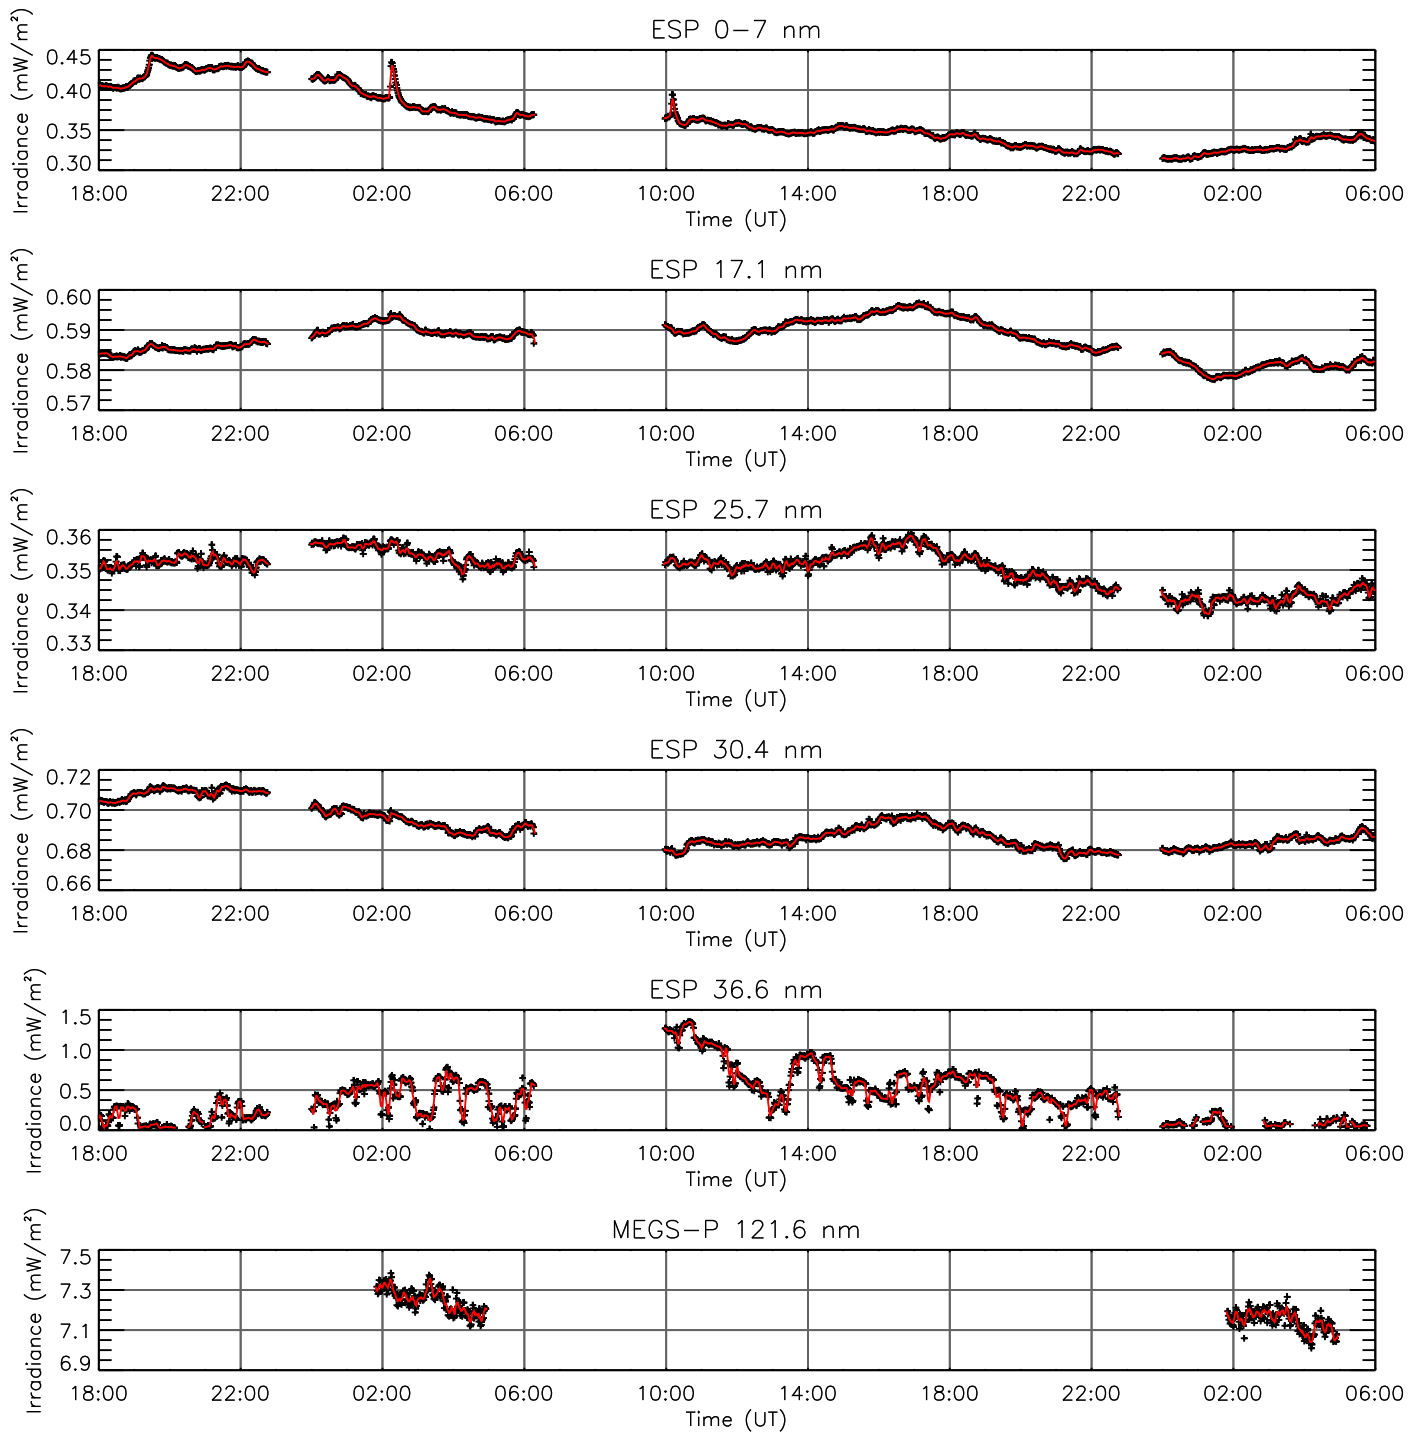 ESP 0-7 nm
Irradiance (mW/m²)
0.45
0.40
0.35
0.30
18:00 22:00 02:00 06:00 10:00 14:00 18:00 22:00 02:00 06:00
Time (UT)
ESP 17.1 nm
Irradiance (mW/m²)
0.60
0.59
0.58
0.57
18:00 22:00 02:00 06:00 10:00 14:00 18:00 22:00 02:00 06:00
Time (UT)
ESP 25.7 nm
Irradiance (mW/m²)
0.36
0.35
0.34
0.33
18:00 22:00 02:00 06:00 10:00 14:00 18:00 22:00 02:00 06:00
Time (UT)
ESP 30.4 nm
Irradiance (mW/m²)
0.72
0.70
0.68
0.66
18:00 22:00 02:00 06:00 10:00 14:00 18:00 22:00 02:00 06:00
Time (UT)
ESP 36.6 nm
Irradiance (mW/m²)
1.5
1.0
0.5
0.0
18:00 22:00 02:00 06:00 10:00 14:00 18:00 22:00 02:00 06:00
Time (UT)
MEGS-P 121.6 nm
Irradiance (mW/m²)
7.5
7.3
7.1
6.9
18:00 22:00 02:00 06:00 10:00 14:00 18:00 22:00 02:00 06:00
Time (UT)